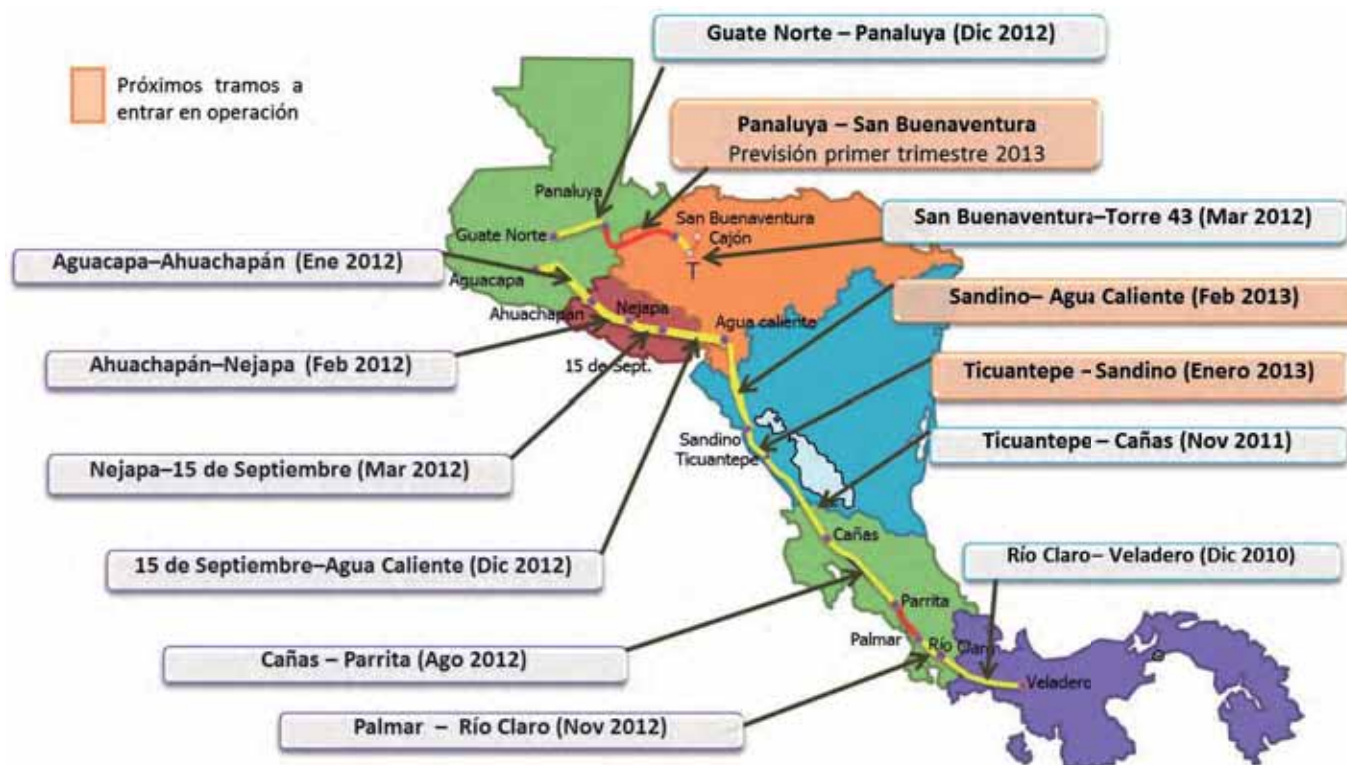 Guate Norte – Panaluya (Dic 2012)
Próximos tramos a
entrar en operación
Panaluya – San Buenaventura
Previsión primer trimestre 2013
Panaluya
San Buenaventura
Cajón
San Buenaventura–Torre 43 (Mar 2012)
Guate Norte
T
Aguacapa–Ahuachapán (Ene 2012)
Aguacapa
Sandino– Agua Caliente (Feb 2013)
Ahuachapán
Nejapa
Agua caliente
Ahuachapán–Nejapa (Feb 2012)
15 de Sept.
Ticuantepe – Sandino (Enero 2013)
Sandino
Ticuantepe
Ticuantepe – Cañas (Nov 2011)
Nejapa–15 de Septiembre (Mar 2012)
Cañas
15 de Septiembre–Agua Caliente (Dic 2012)
Río Claro– Veladero (Dic 2010)
Parrita
Palmar
Río Claro
Cañas – Parrita (Ago 2012)
Veladero
Palmar – Río Claro (Nov 2012)